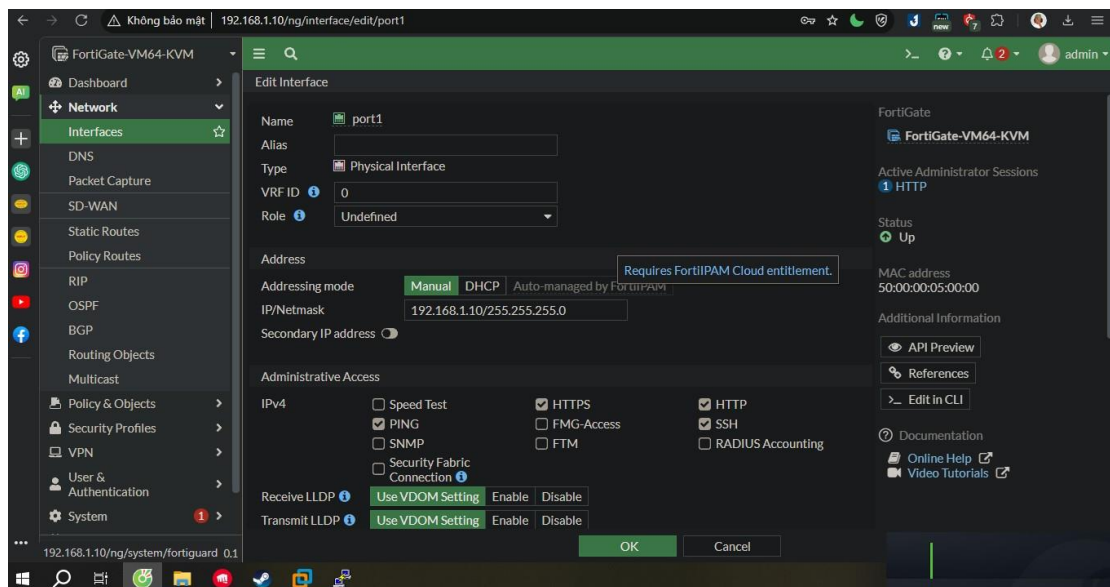 Không bảo mật 192.168.1.10/ng/interface/edit/port1
new 7
FortiGate-VM64-KVM
>_ 2 admin
AI
Dashboard
Edit Interface
Network
Interfaces
DNS
Packet Capture
SD-WAN
Static Routes
Policy Routes
RIP
OSPF
BGP
Routing Objects
Multicast
Policy & Objects
Security Profiles
VPN
User &
Authentication
System 1
192.168.1.10/ng/system/fortiguard 0.1
Name port1
Alias
Type Physical Interface
VRF ID 0
Role Undefined
Address
Requires FortiIPAM Cloud entitlement.
Addressing mode Manual DHCP Auto-managed by FortiIPAM
IP/Netmask 192.168.1.10/255.255.255.0
Secondary IP address
Administrative Access
IPv4 Speed Test HTTPS HTTP
PING FMG-Access SSH
SNMP FTM RADIUS Accounting
Security Fabric
Connection
Receive LLDP Use VDOM Setting Enable Disable
Transmit LLDP Use VDOM Setting Enable Disable
OK Cancel
FortiGate
FortiGate-VM64-KVM
Active Administrator Sessions
1 HTTP
Status
Up
MAC address
50:00:00:05:00:00
Additional Information
API Preview
References
>_ Edit in CLI
Documentation
Online Help
Video Tutorials